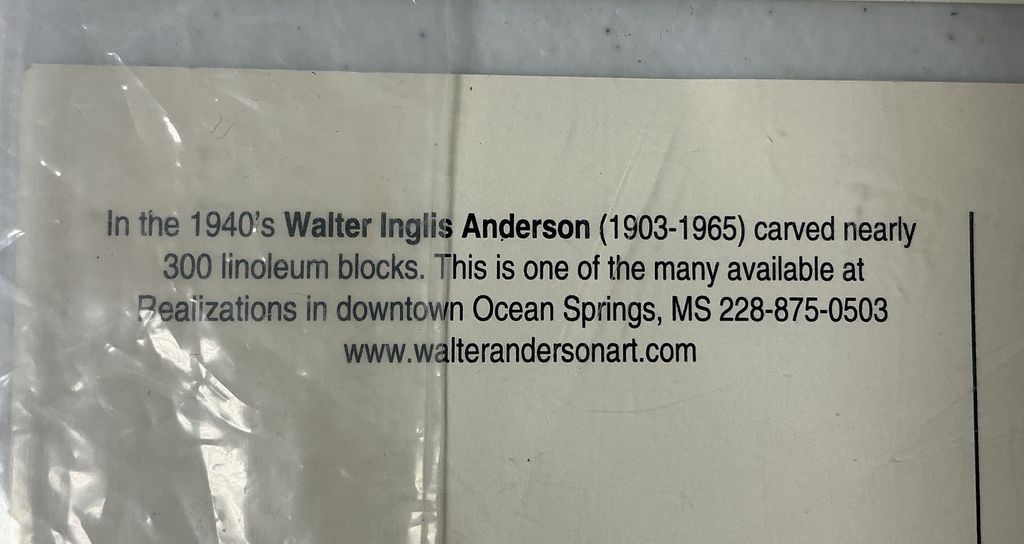 In the 1940's Walter Inglis Anderson (1903-1965) carved nearly
300 linoleum blocks. This is one of the many available at
Realizations in downtown Ocean Springs, MS 228-875-0503
www.walterandersonart.com